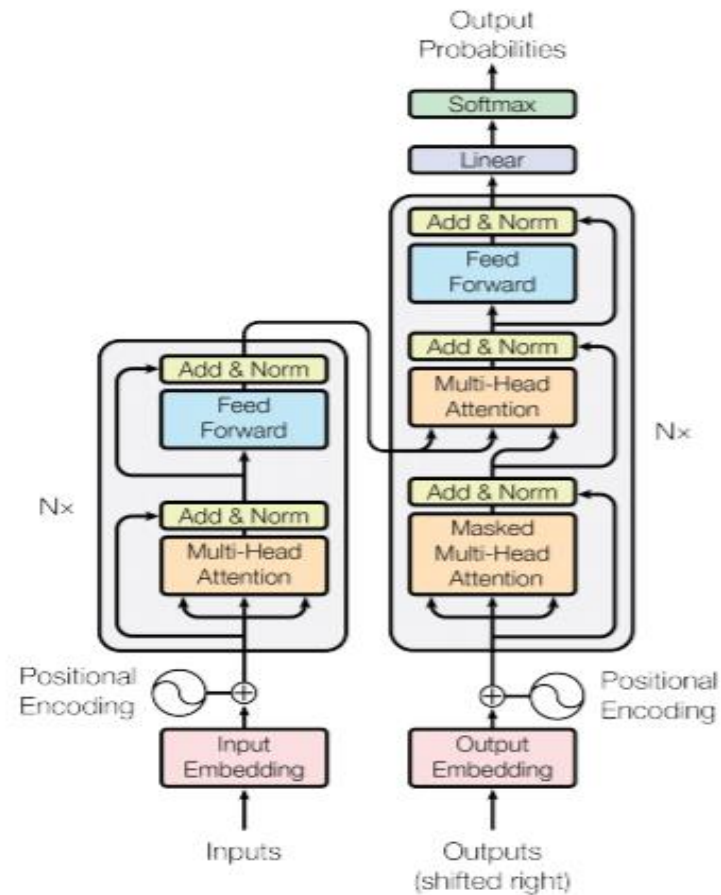 Output
Probabilities
Softmax
Linear
Add & Norm
Feed
Forward
Add & Norm
Multi-Head
Attention
Nx
Add & Norm
Masked
Multi-Head
Attention
Add & Norm
Feed
Forward
Nx
Add & Norm
Multi-Head
Attention
Positional
Encoding
Positional
Encoding
Input
Embedding
Output
Embedding
Inputs
Outputs
(shifted right)